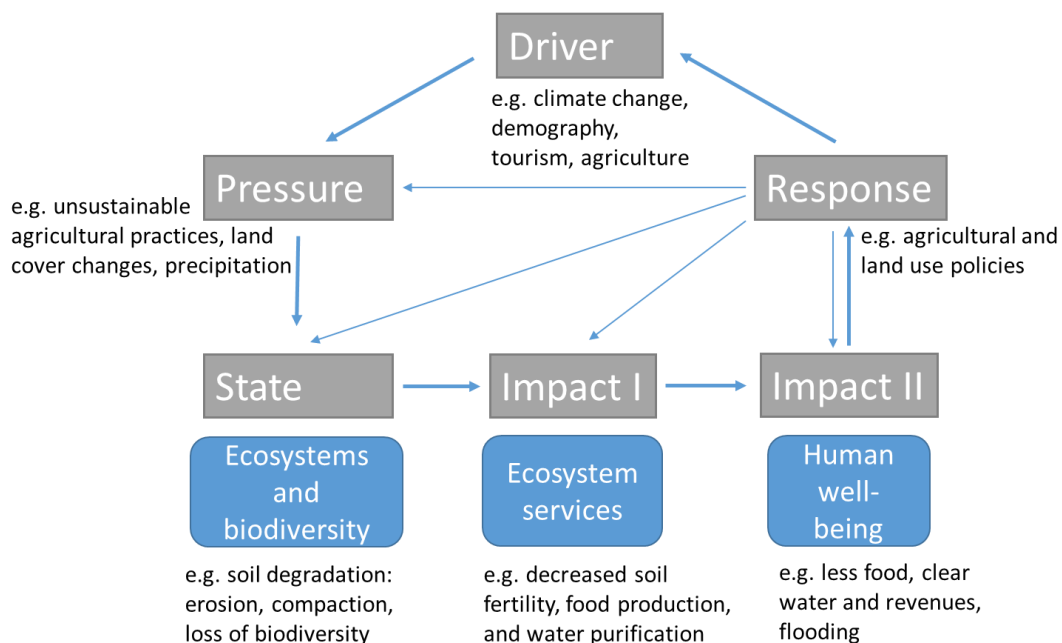 Driver
e.g. climate change,
demography,
tourism, agriculture
Pressure
Response
e.g. unsustainable
agricultural practices, land
cover changes, precipitation
e.g. agricultural and
land use policies
State
Impact I
Impact II
Ecosystems
and
biodiversity
Ecosystem
services
Human
well-
being
e.g. soil degradation:
erosion, compaction,
loss of biodiversity
e.g. decreased soil
fertility, food production,
and water purification
e.g. less food, clear
water and revenues,
flooding